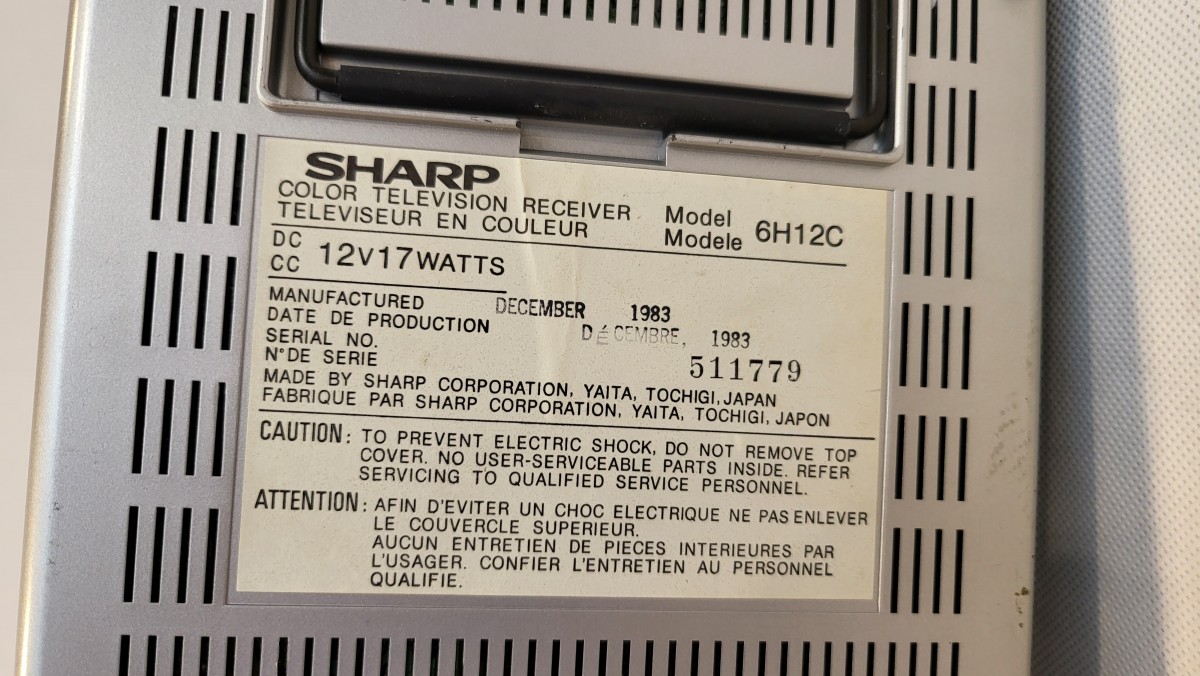 SHARP
COLOR TELEVISION RECEIVER
TELEVISEUR EN COULEUR
Model
Modele
6H12C
DC
CC
12V17WATTS
MANUFACTURED DECEMBER 1983
DATE DE PRODUCTION DÉCEMBRE, 1983
SERIAL NO.
N°DE SERIE
511779
MADE BY SHARP CORPORATION, YAITA, TOCHIGI, JAPAN
FABRIQUE PAR SHARP CORPORATION, YAITA, TOCHIGI, JAPON
CAUTION: TO PREVENT ELECTRIC SHOCK, DO NOT REMOVE TOP
COVER. NO USER-SERVICEABLE PARTS INSIDE. REFER
SERVICING TO QUALIFIED SERVICE PERSONNEL.
ATTENTION: AFIN D'EVITER UN CHOC ELECTRIQUE NE PAS ENLEVER
LE COUVERCLE SUPERIEUR.
AUCUN ENTRETIEN DE PIECES INTERIEURES PAR
L'USAGER. CONFIER L'ENTRETIEN AU PERSONNEL
QUALIFIE.